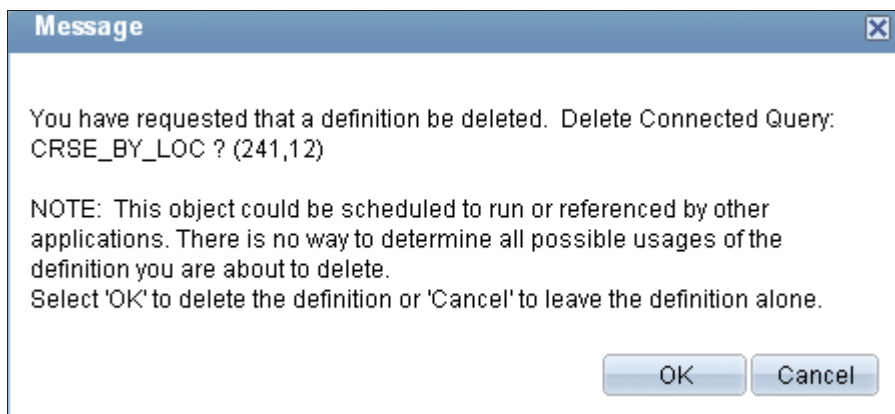 Message
You have requested that a definition be deleted.  Delete Connected Query:
CRSE_BY_LOC ? (241,12)
NOTE:  This object could be scheduled to run or referenced by other
applications. There is no way to determine all possible usages of the
definition you are about to delete.
Select 'OK' to delete the definition or 'Cancel' to leave the definition alone.
OK Cancel